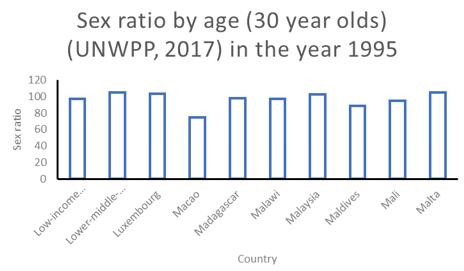 Sex ratio by age (30 year olds)
(UNWPP, 2017) in the year 1995
120
100
80
60
40
20
0
Sex ratio
Low-income…
Lower-middle-…
Luxembourg
Macao
Madagascar
Malawi
Malaysia
Maldives
Mali
Malta
Country